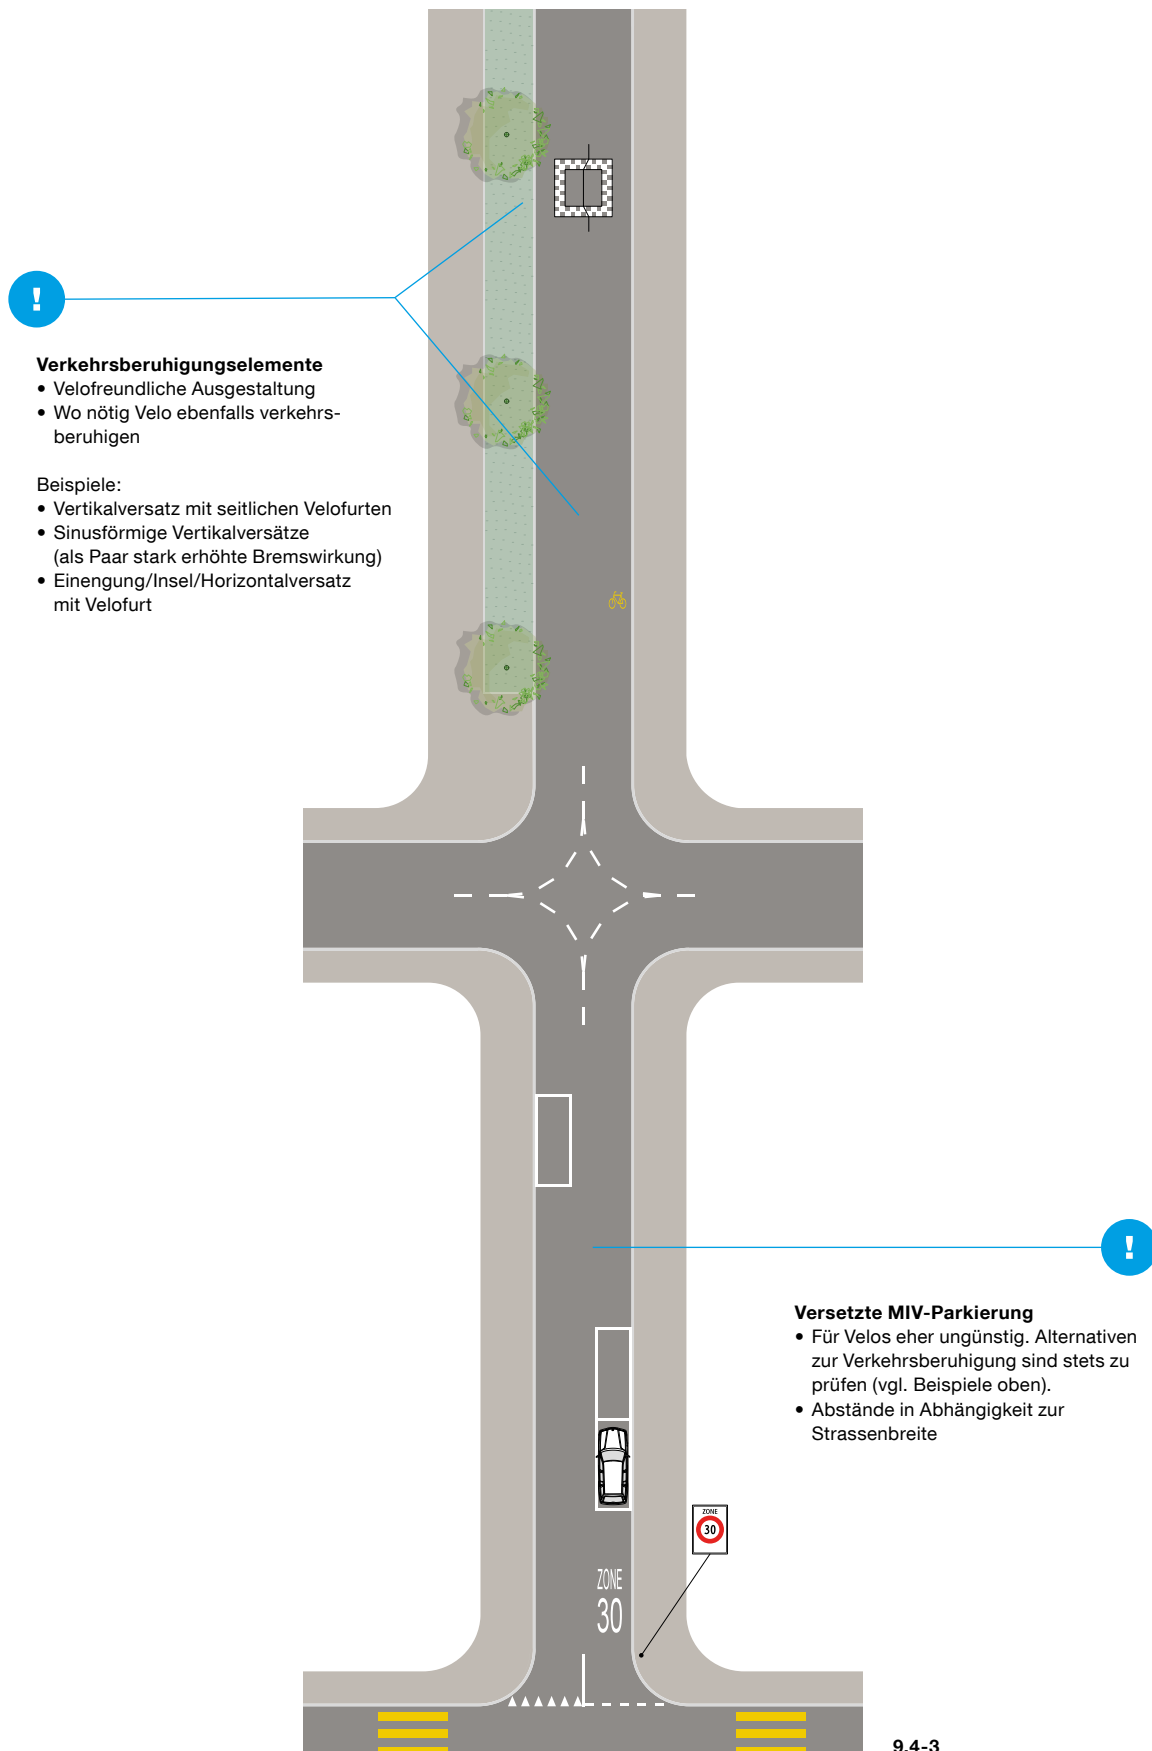 !
Verkehrsberuhigungselemente
• Velofreundliche Ausgestaltung
• Wo nötig Velo ebenfalls verkehrs-
beruhigen
Beispiele:
• Vertikalversatz mit seitlichen Velofurten
• Sinusförmige Vertikalversätze
(als Paar stark erhöhte Bremswirkung)
• Einengung/Insel/Horizontalversatz
mit Velofurt
!
Versetzte MIV-Parkierung
• Für Velos eher ungünstig. Alternativen
zur Verkehrsberuhigung sind stets zu
prüfen (vgl. Beispiele oben).
• Abstände in Abhängigkeit zur
Strassenbreite
ZONE
30
ZONE
30
9.4-3